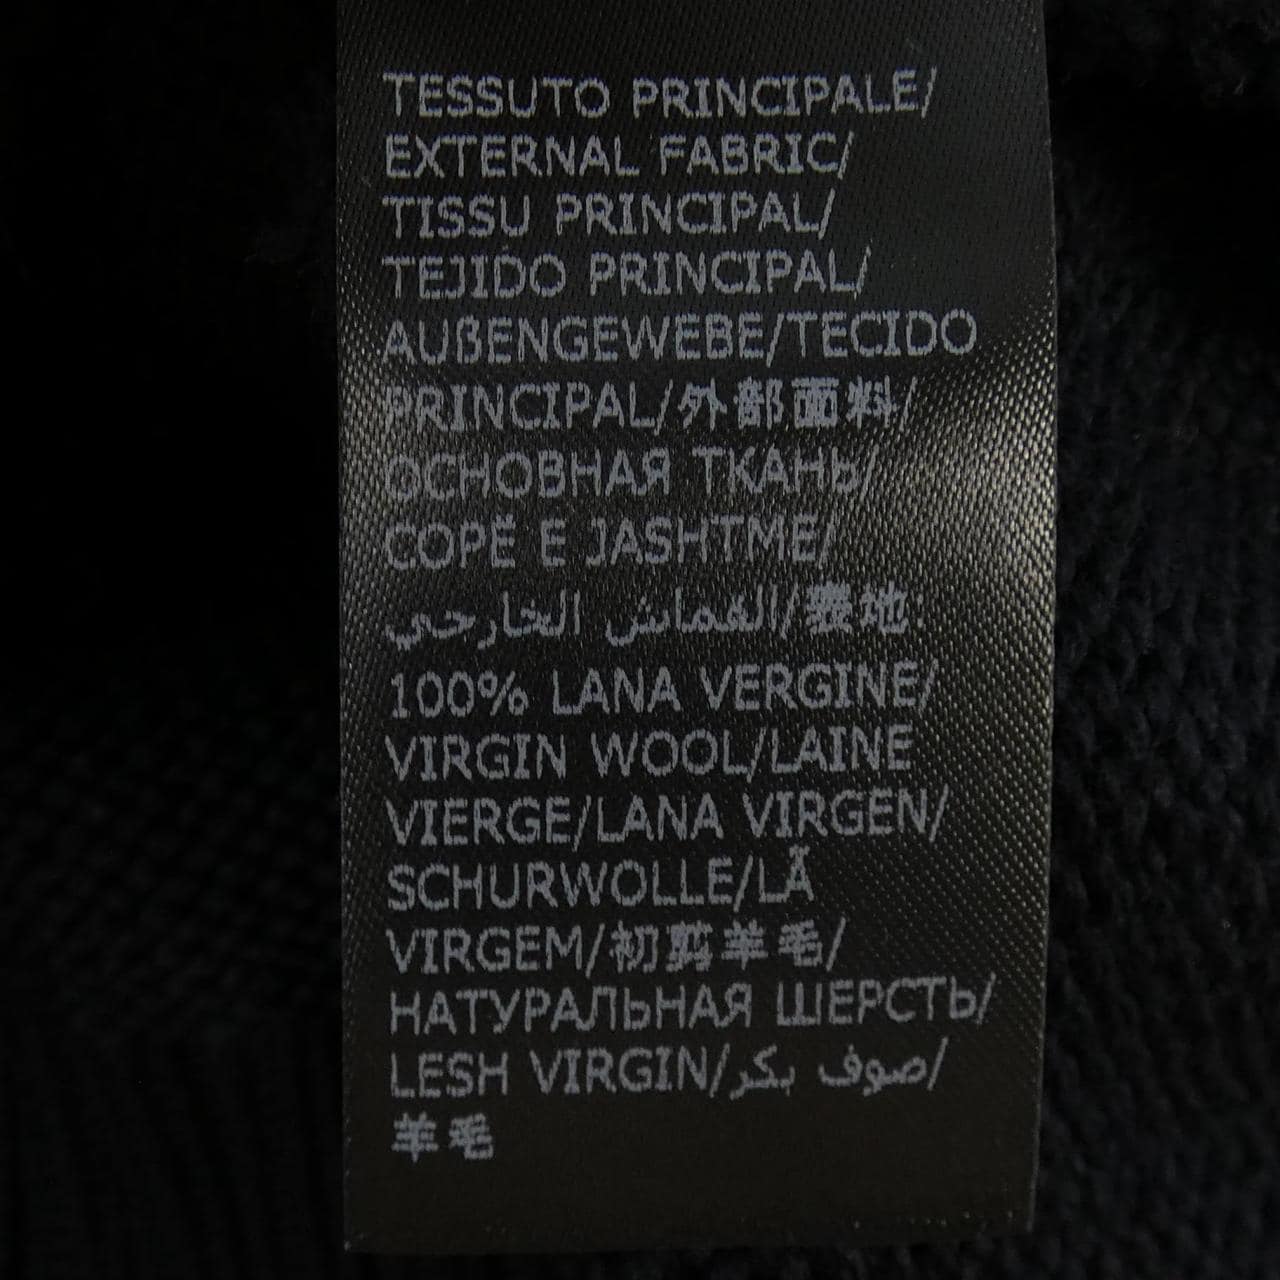 TESSUTO PRINCIPALE/
EXTERNAL FABRIC/
TISSU PRINCIPAL/
TEJIDO PRINCIPAL/
AUßENGEWEBE/TECIDO
PRINCIPAL/外部面料/
ОСНОВНАЯ ТКАНЬ/
COPË E JASHTME/
القماش الخارجي/表地:
100% LANA VERGINE/
VIRGIN WOOL/LAINE
VIERGE/LANA VIRGEN/
SCHURWOLLE/LÃ
VIRGEM/初剪羊毛/
НАТУРАЛЬНАЯ ШЕРСТЬ/
LESH VIRGIN/صوف بكر/
羊毛